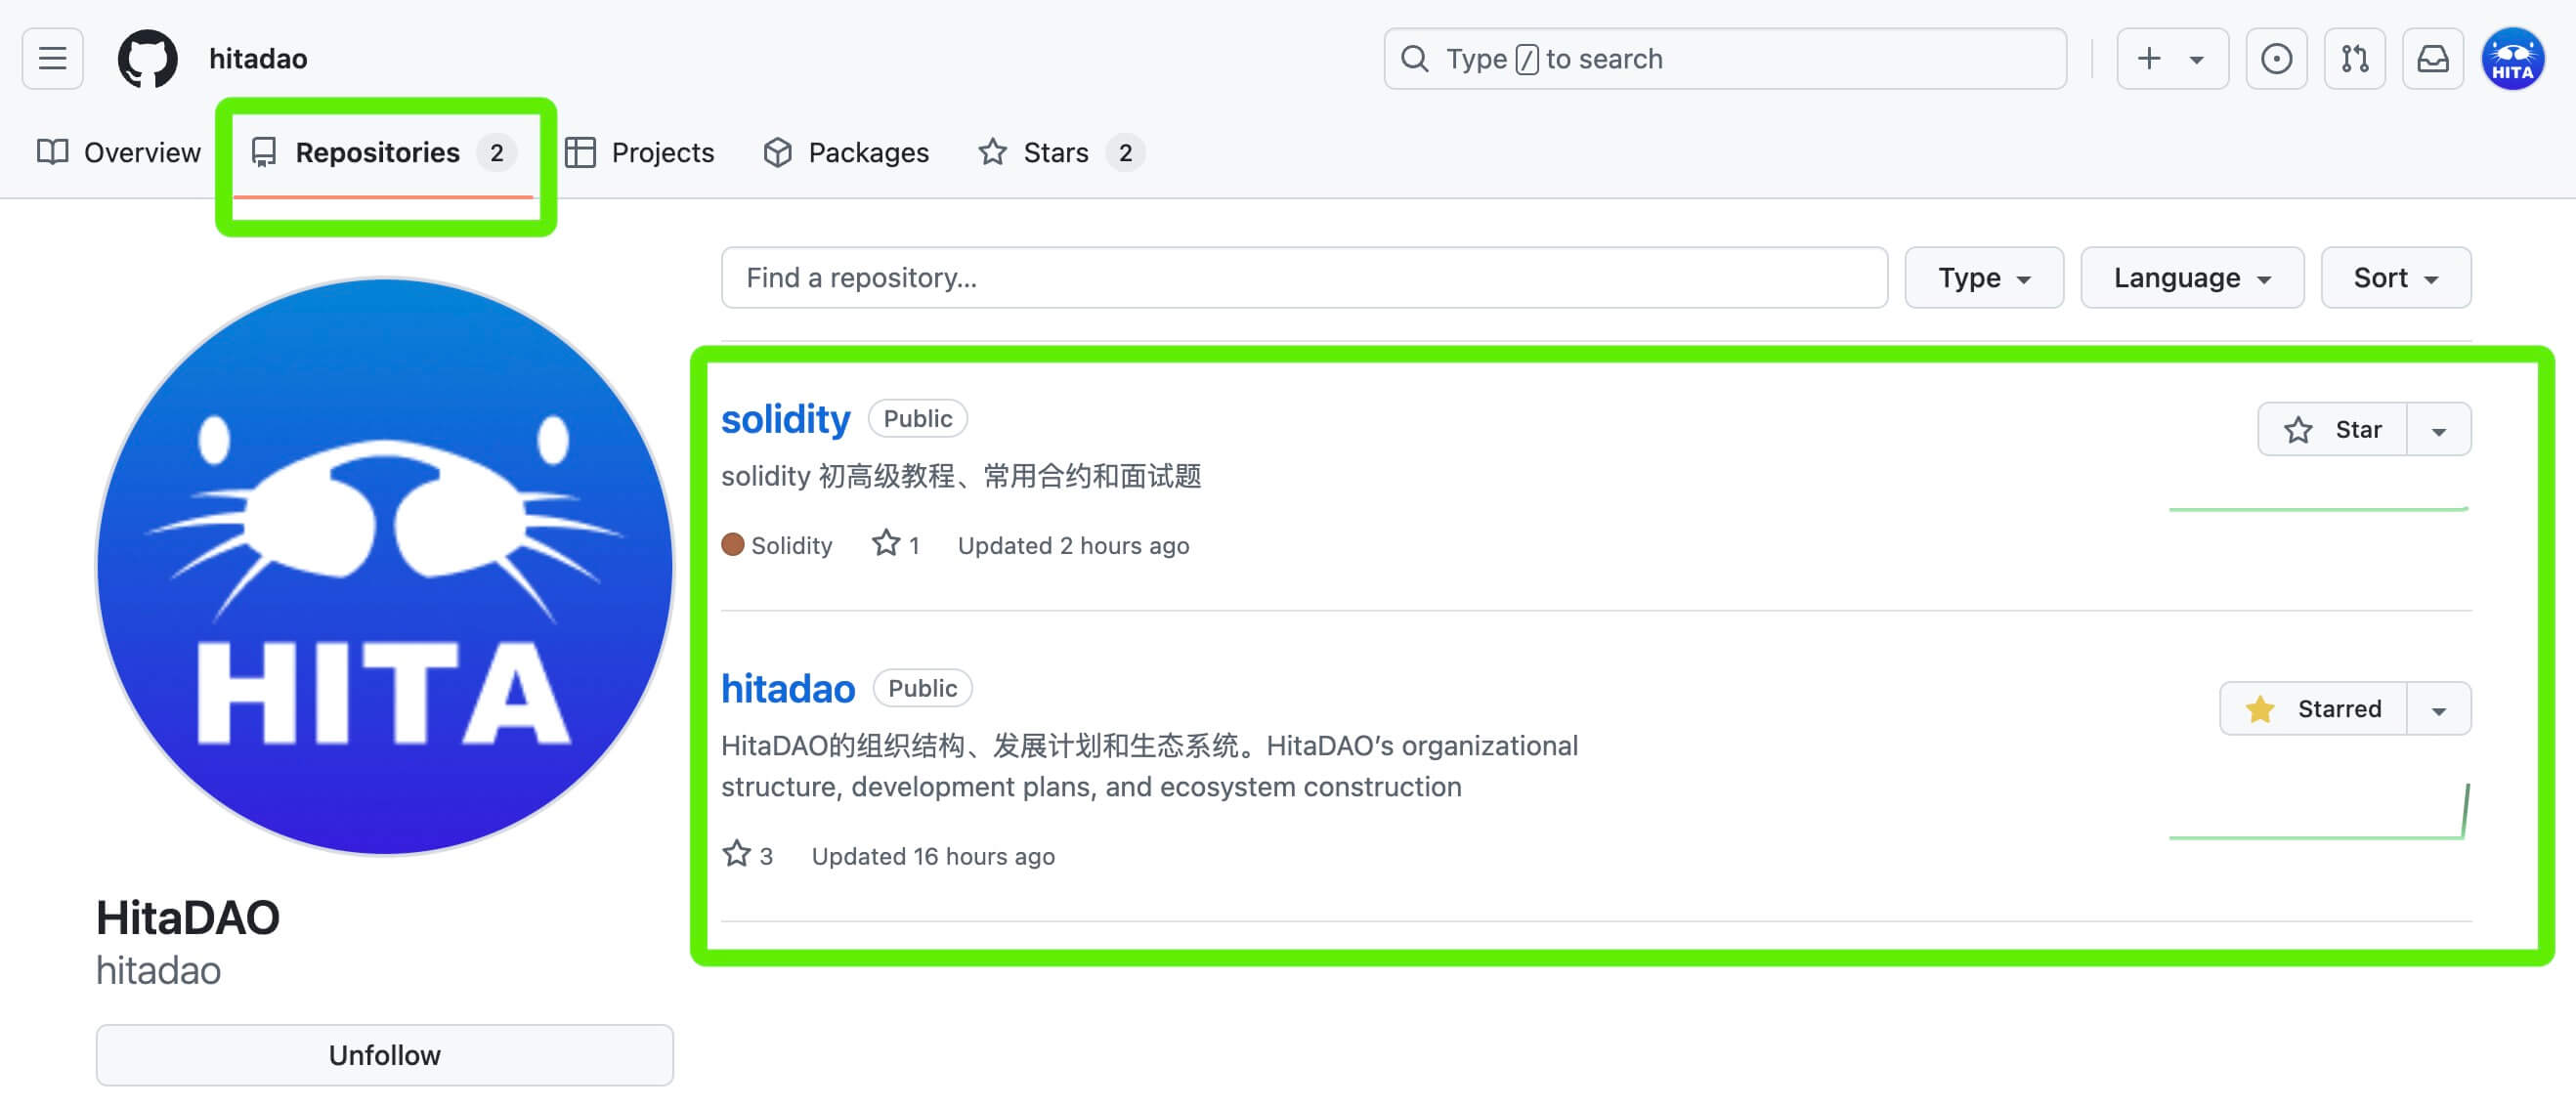 hitadao
Type / to search
Overview
Repositories 2
Projects
Packages
Stars 2
Find a repository...
Type
Language
Sort
solidity Public
Star
solidity 初高级教程、常用合约和面试题
Solidity 1 Updated 2 hours ago
hitadao Public
Starred
HitaDAO的组织结构、发展计划和生态系统。HitaDAO’s organizational
structure, development plans, and ecosystem construction
3 Updated 16 hours ago
HITA
HITA
HitaDAO
hitadao
Unfollow